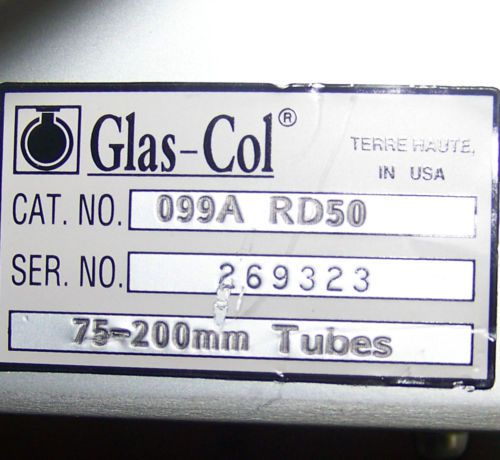 Glas-Col®
TERRE HAUTE,
IN USA
CAT. NO. 099A RD50
SER. NO. 269323
75-200mm Tubes